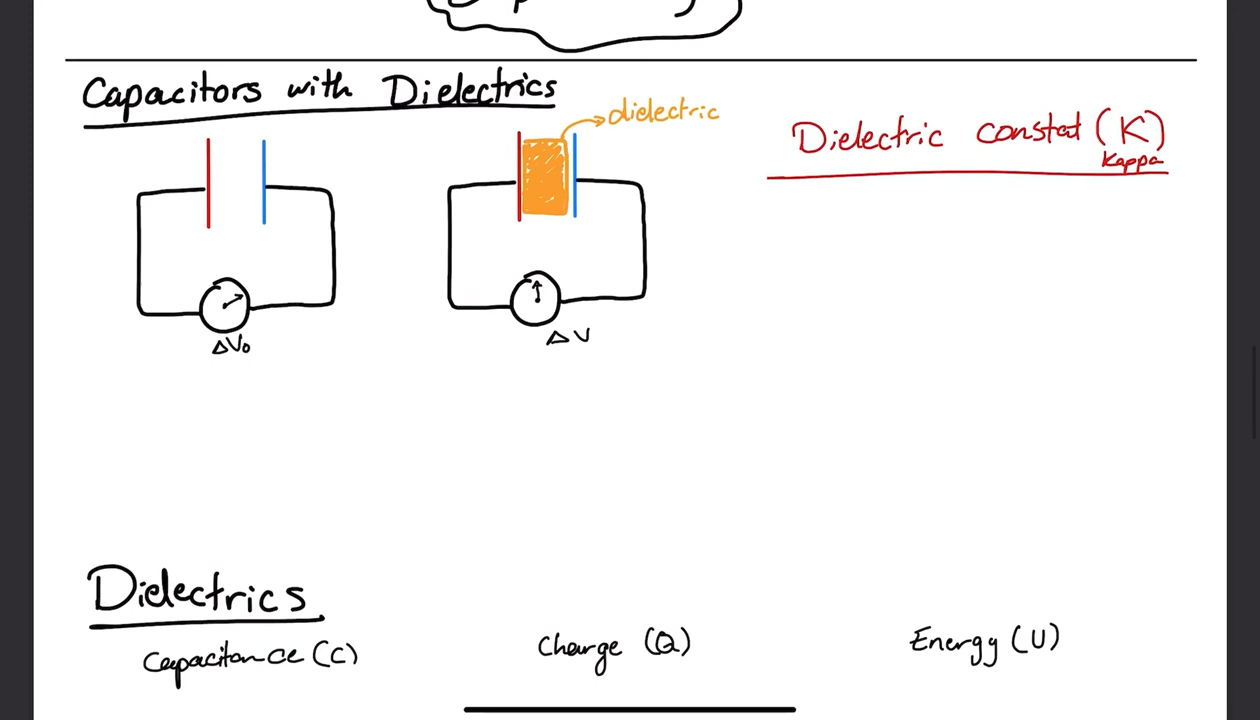 Capacitors with Dielectrics
dielectric
Dielectric constat (K)
Kappa
ΔV₀
ΔV
Dielectrics
Capacitance (C)
Charge (Q)
Energy (U)